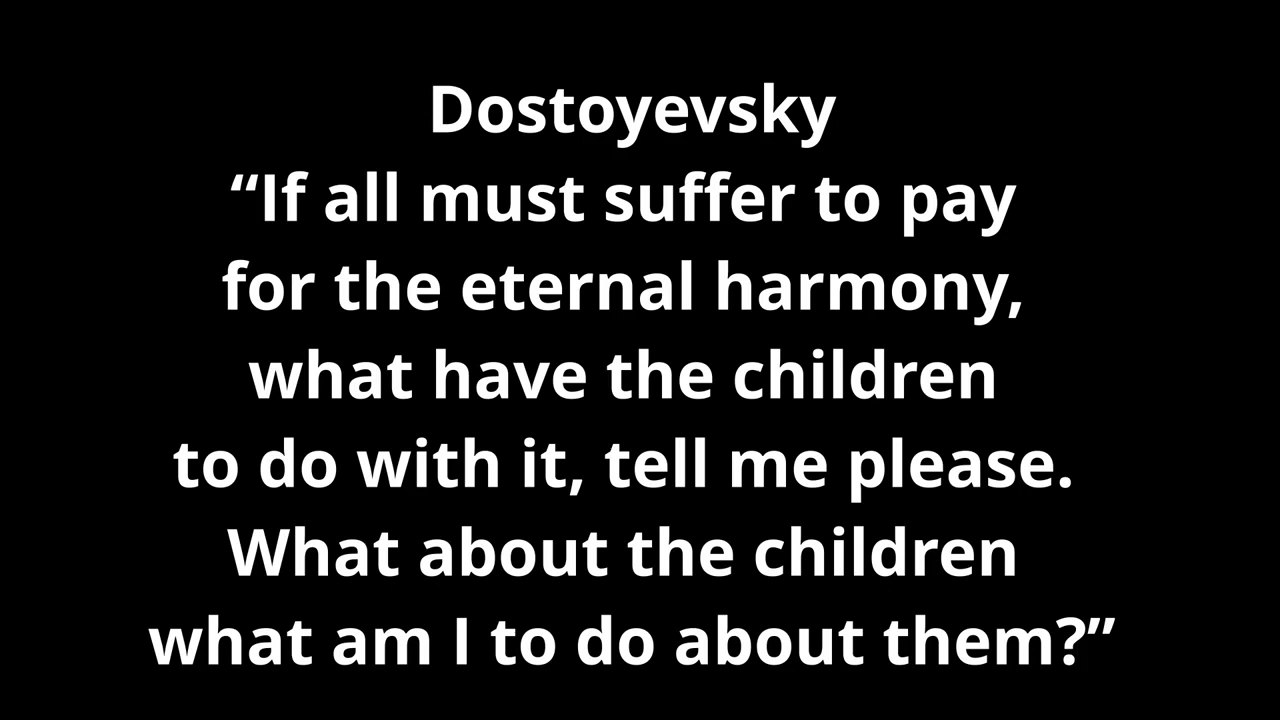 Dostoyevsky
“If all must suffer to pay
for the eternal harmony,
what have the children
to do with it, tell me please.
What about the children
what am I to do about them?”